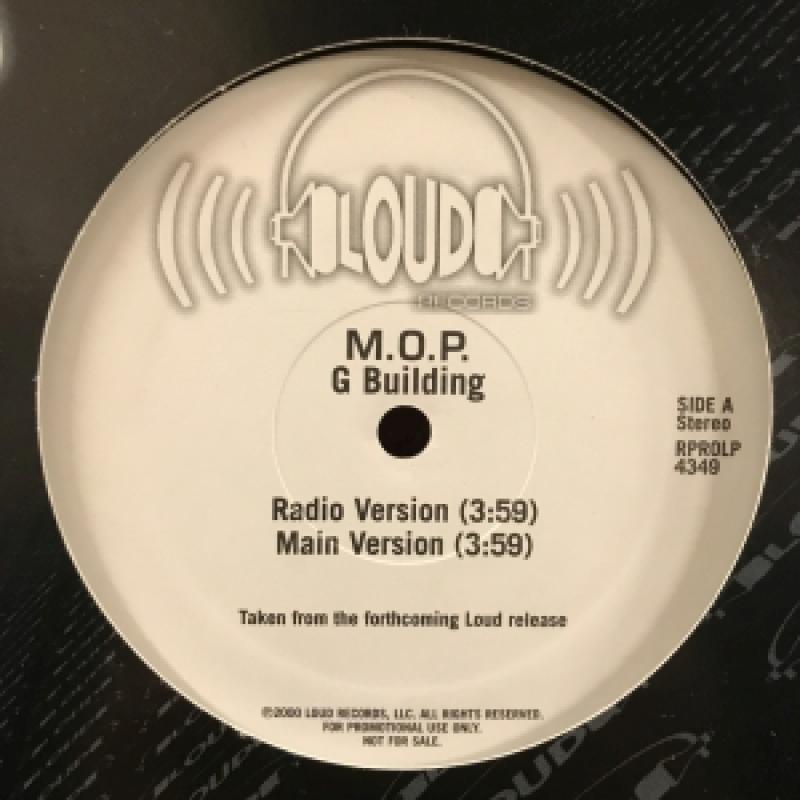 LOUD
RECORDS
M.O.P.
G Building
SIDE A
Stereo
RPROLP
4349
Radio Version (3:59)
Main Version (3:59)
Taken from the forthcoming Loud release
℗2000 LOUD RECORDS, LLC. ALL RIGHTS RESERVED.
FOR PROMOTIONAL USE ONLY.
NOT FOR SALE.